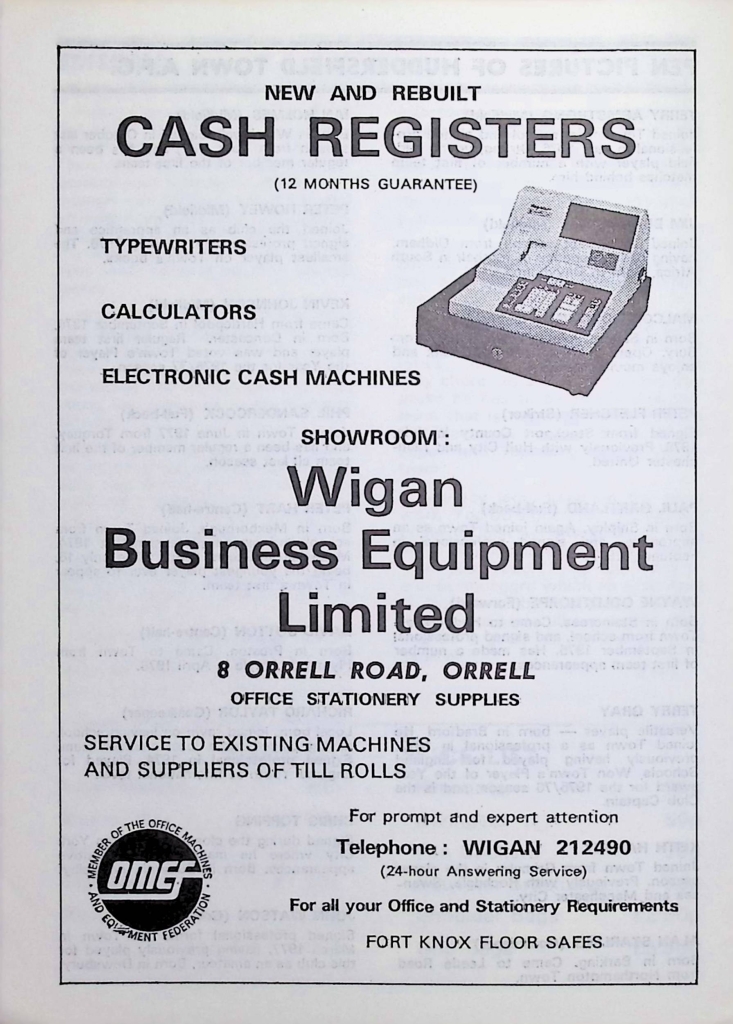 NEW AND REBUILT
CASH REGISTERS
(12 MONTHS GUARANTEE)
TYPEWRITERS
CALCULATORS
ELECTRONIC CASH MACHINES
SHOWROOM :
Wigan
Business Equipment
Limited
8 ORRELL ROAD, ORRELL
OFFICE STATIONERY SUPPLIES
SERVICE TO EXISTING MACHINES
AND SUPPLIERS OF TILL ROLLS
For prompt and expert attention
Telephone : WIGAN 212490
(24-hour Answering Service)
For all your Office and Stationery Requirements
FORT KNOX FLOOR SAFES
• MEMBER OF THE OFFICE MACHINES •
AND EQUIPMENT FEDERATION
omef